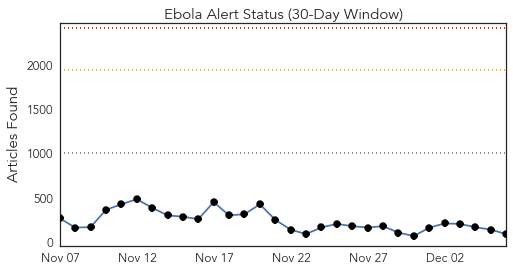 Ebola Alert Status (30-Day Window)
Articles Found
2000
1500
1000
500
0
Nov 07 Nov 12 Nov 17 Nov 22 Nov 27 Dec 02